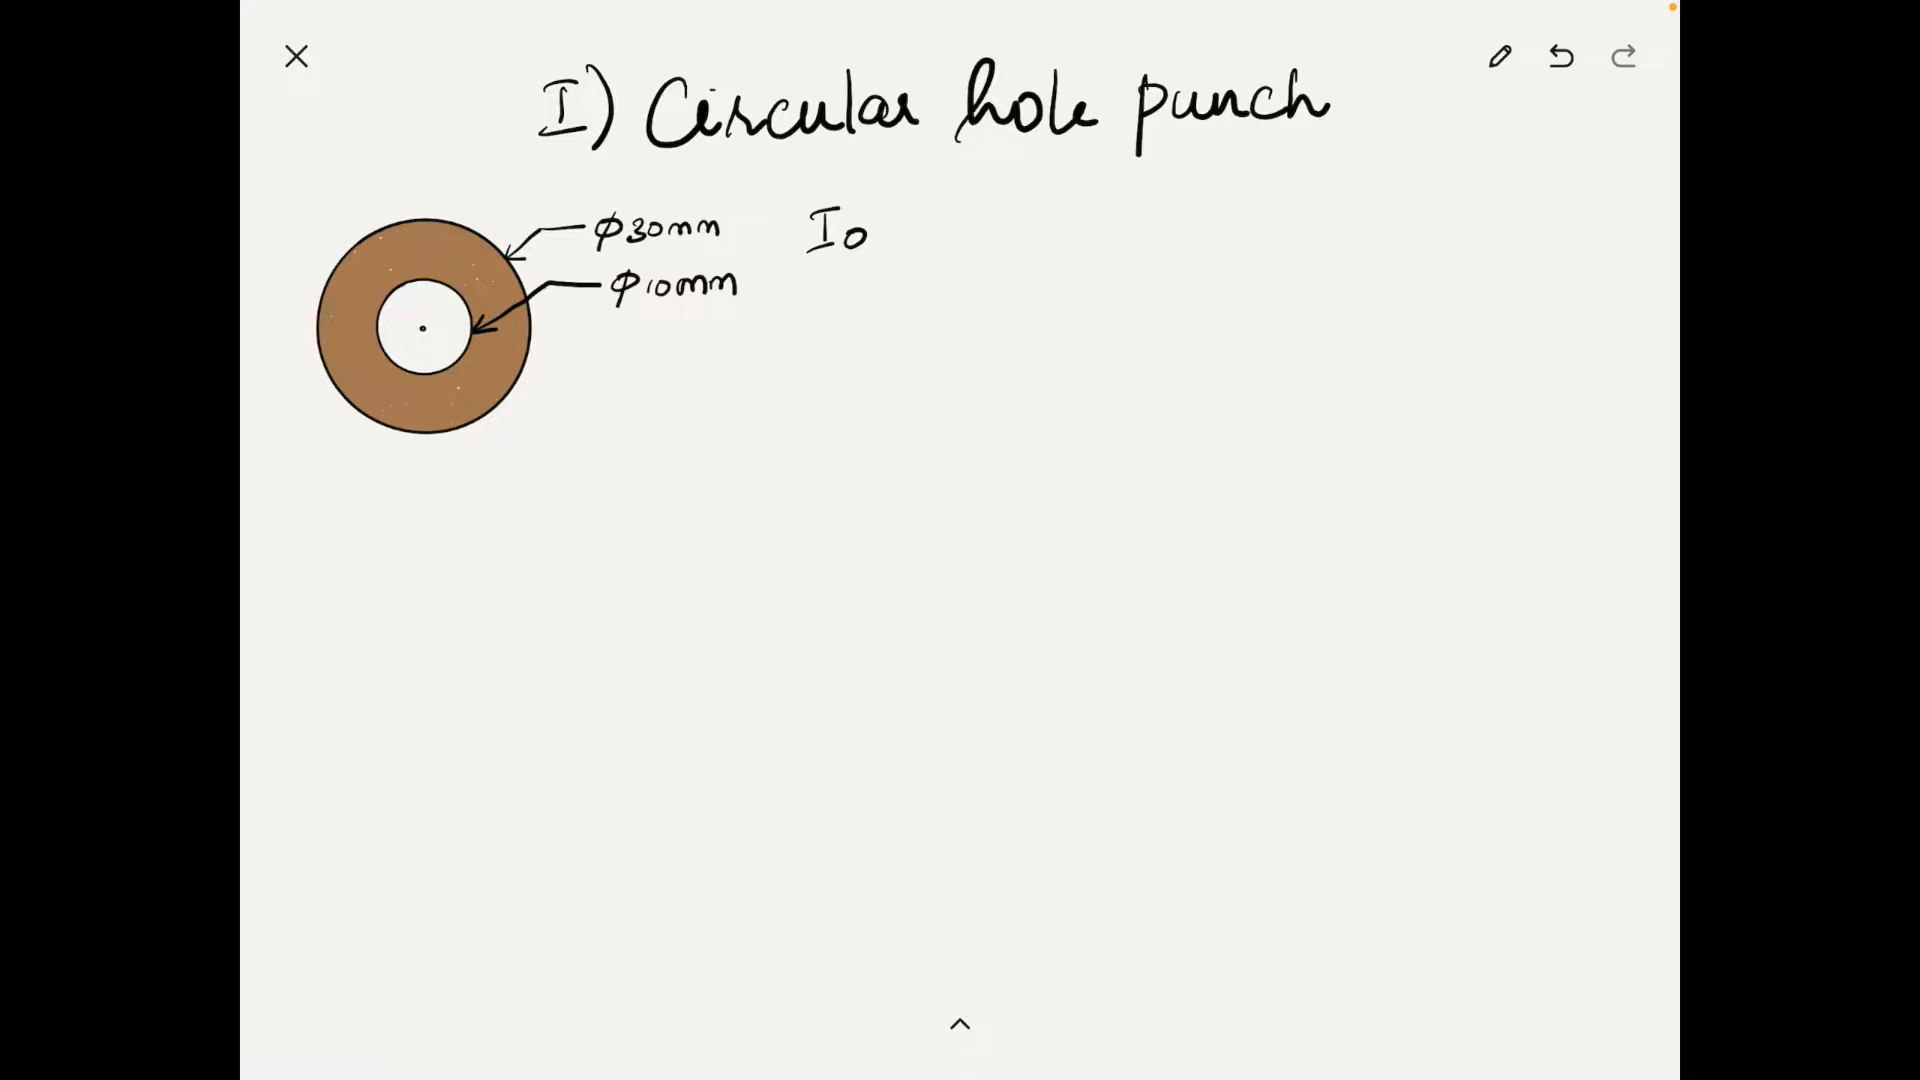 I) Circular hole punch
φ30mm I0
φ10mm